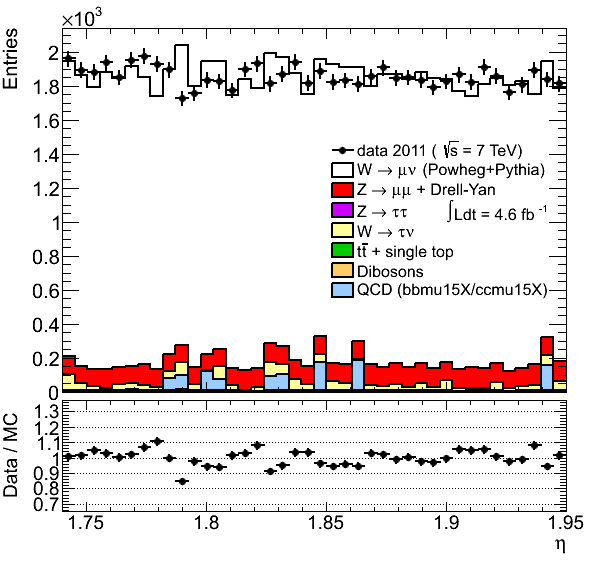 ×10³
Entries
2
1.8
1.6
1.4
1.2
1
0.8
0.6
0.4
0.2
0
data 2011 ( √s = 7 TeV)
W → μν (Powheg+Pythia)
Z → μμ + Drell-Yan
Z → ττ
∫Ldt = 4.6 fb⁻¹
W → τν
tt̄ + single top
Dibosons
QCD (bbmu15X/ccmu15X)
Data / MC
1.3
1.2
1.1
1
0.9
0.8
0.7
1.75
1.8
1.85
1.9
1.95
η